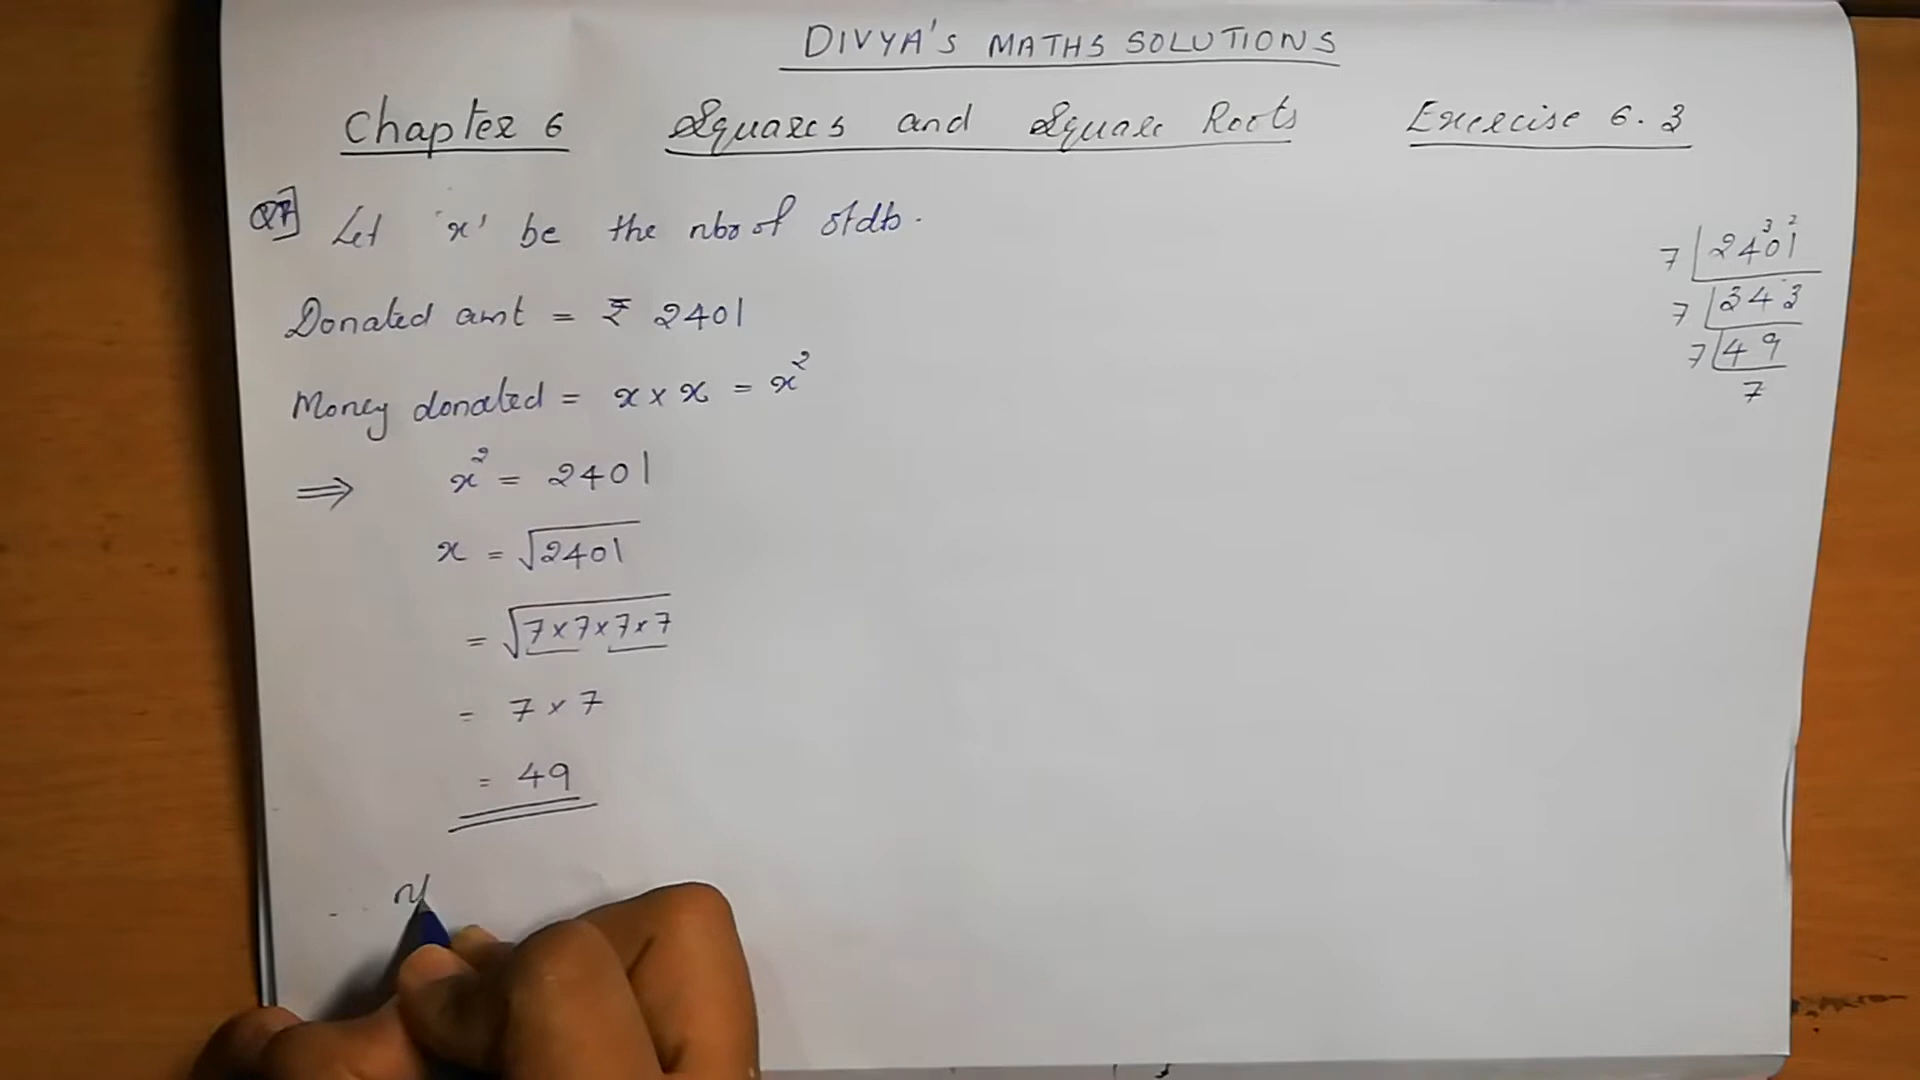 DIVYA'S MATHS SOLUTIONS
Chapter 6 Squares and Square Roots Exercise 6.3
Q7] Let 'x' be the nbr of stdts.
Donated amt = ₹ 2401
Money donated = x × x = x²
⇒ x² = 2401
x = √2401
= √7×7×7×7
= 7 × 7
= 49
7 | 2401
7 | 343
7 | 49
7